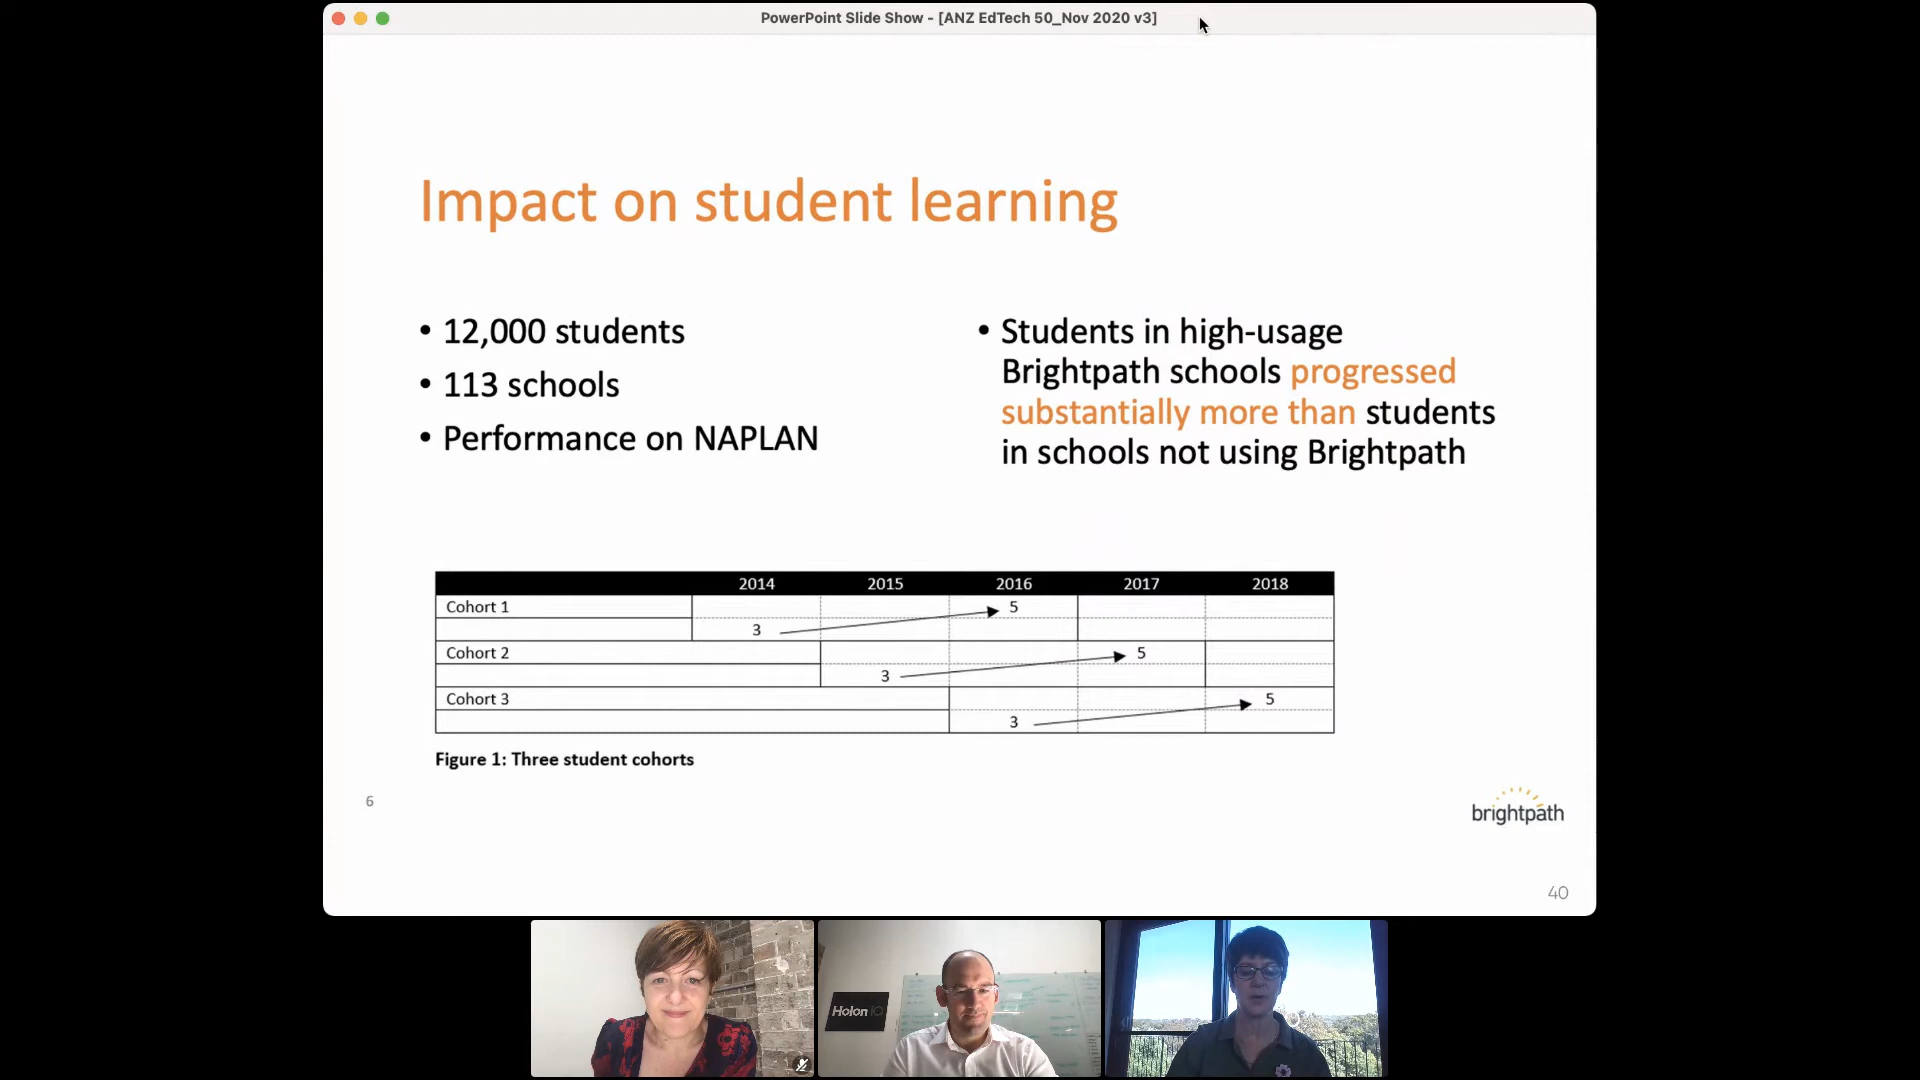 PowerPoint Slide Show - [ANZ EdTech 50_Nov 2020 v3]
Impact on student learning
• 12,000 students
• 113 schools
• Performance on NAPLAN
• Students in high-usage
Brightpath schools progressed
substantially more than students
in schools not using Brightpath
2014 2015 2016 2017 2018
Cohort 1 5
3
Cohort 2 5
3
Cohort 3 5
3
Figure 1: Three student cohorts
6
brightpath
40
Holon IQ